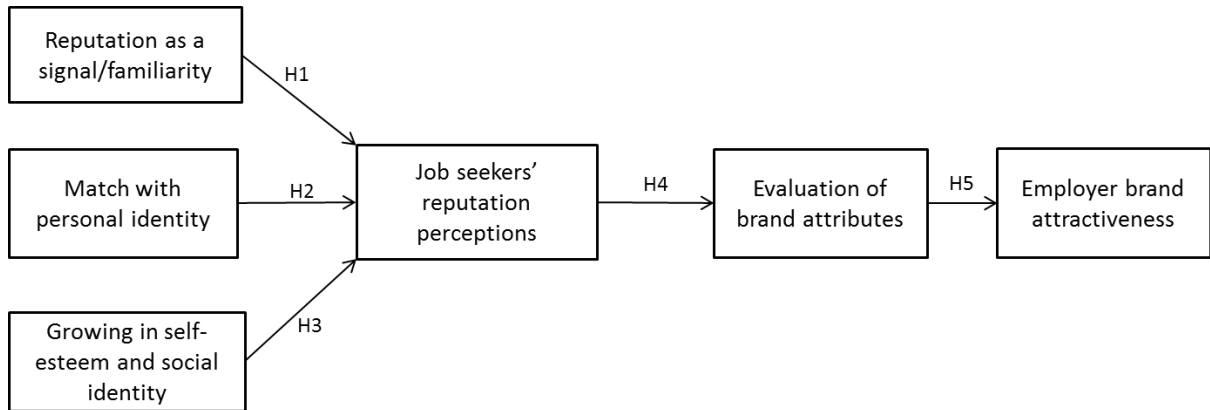 Reputation as a
signal/familiarity
H1
Match with
personal identity
H2
Growing in self-
esteem and social
identity
H3
Job seekers’
reputation
perceptions
H4
Evaluation of
brand attributes
H5
Employer brand
attractiveness